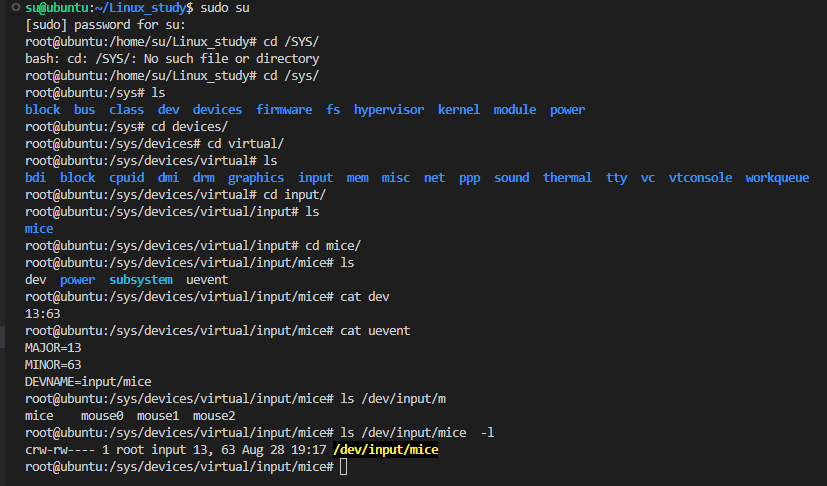 su@ubuntu:~/Linux_study$ sudo su
[sudo] password for su:
root@ubuntu:/home/su/Linux_study# cd /SYS/
bash: cd: /SYS/: No such file or directory
root@ubuntu:/home/su/Linux_study# cd /sys/
root@ubuntu:/sys# ls
block  bus  class  dev  devices  firmware  fs  hypervisor  kernel  module  power
root@ubuntu:/sys# cd devices/
root@ubuntu:/sys/devices# cd virtual/
root@ubuntu:/sys/devices/virtual# ls
bdi  block  cpuid  dmi  drm  graphics  input  mem  misc  net  ppp  sound  thermal  tty  vc  vtconsole  workqueue
root@ubuntu:/sys/devices/virtual# cd input/
root@ubuntu:/sys/devices/virtual/input# ls
mice
root@ubuntu:/sys/devices/virtual/input# cd mice/
root@ubuntu:/sys/devices/virtual/input/mice# ls
dev  power  subsystem  uevent
root@ubuntu:/sys/devices/virtual/input/mice# cat dev
13:63
root@ubuntu:/sys/devices/virtual/input/mice# cat uevent
MAJOR=13
MINOR=63
DEVNAME=input/mice
root@ubuntu:/sys/devices/virtual/input/mice# ls /dev/input/m
mice    mouse0  mouse1  mouse2
root@ubuntu:/sys/devices/virtual/input/mice# ls /dev/input/mice  -l
crw-rw---- 1 root input 13, 63 Aug 28 19:17 /dev/input/mice
root@ubuntu:/sys/devices/virtual/input/mice#